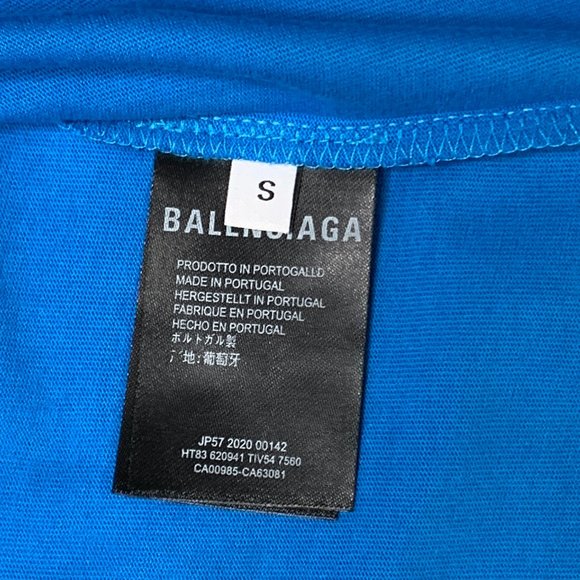 S
BALENCIAGA
PRODOTTO IN PORTOGALLO
MADE IN PORTUGAL
HERGESTELLT IN PORTUGAL
FABRIQUE EN PORTUGAL
HECHO EN PORTUGAL
ポルトガル製
产地:葡萄牙
JP57 2020 00142
HT83 620941 TIV54 7560
CA00985-CA63081